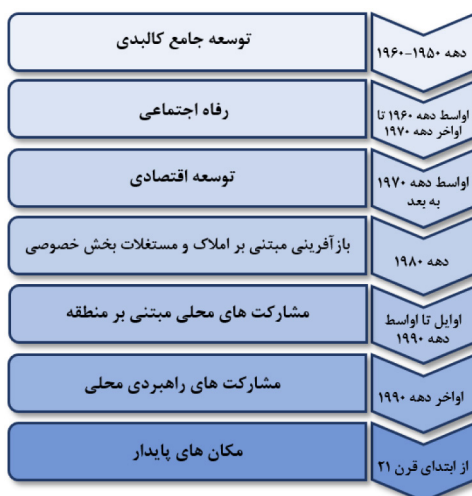 دهه ۱۹۵۰-۱۹۶۰
توسعه جامع کالبدی
اواسط دهه ۱۹۶۰ تا
اواخر دهه ۱۹۷۰
رفاه اجتماعی
اواسط دهه ۱۹۷۰
به بعد
توسعه اقتصادی
دهه ۱۹۸۰
بازآفرینی مبتنی بر املاک و مستغلات بخش خصوصی
اوایل تا اواسط
دهه ۱۹۹۰
مشارکت های محلی مبتنی بر منطقه
اواخر دهه ۱۹۹۰
مشارکت های راهبردی محلی
از ابتدای قرن ۲۱
مکان های پایدار